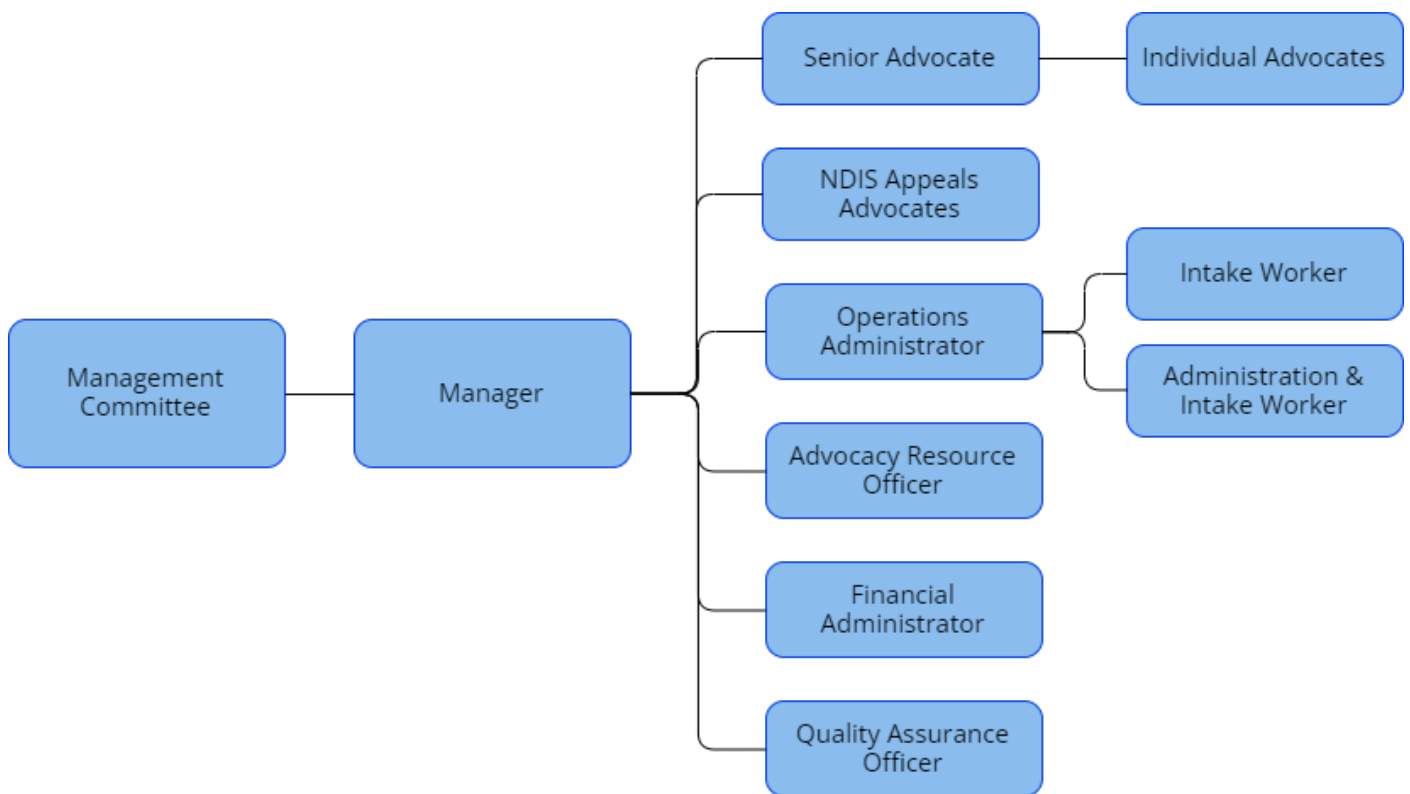 Senior Advocate
Individual Advocates
NDIS Appeals
Advocates
Intake Worker
Operations
Administrator
Management
Committee
Manager
Administration &
Intake Worker
Advocacy Resource
Officer
Financial
Administrator
Quality Assurance
Officer